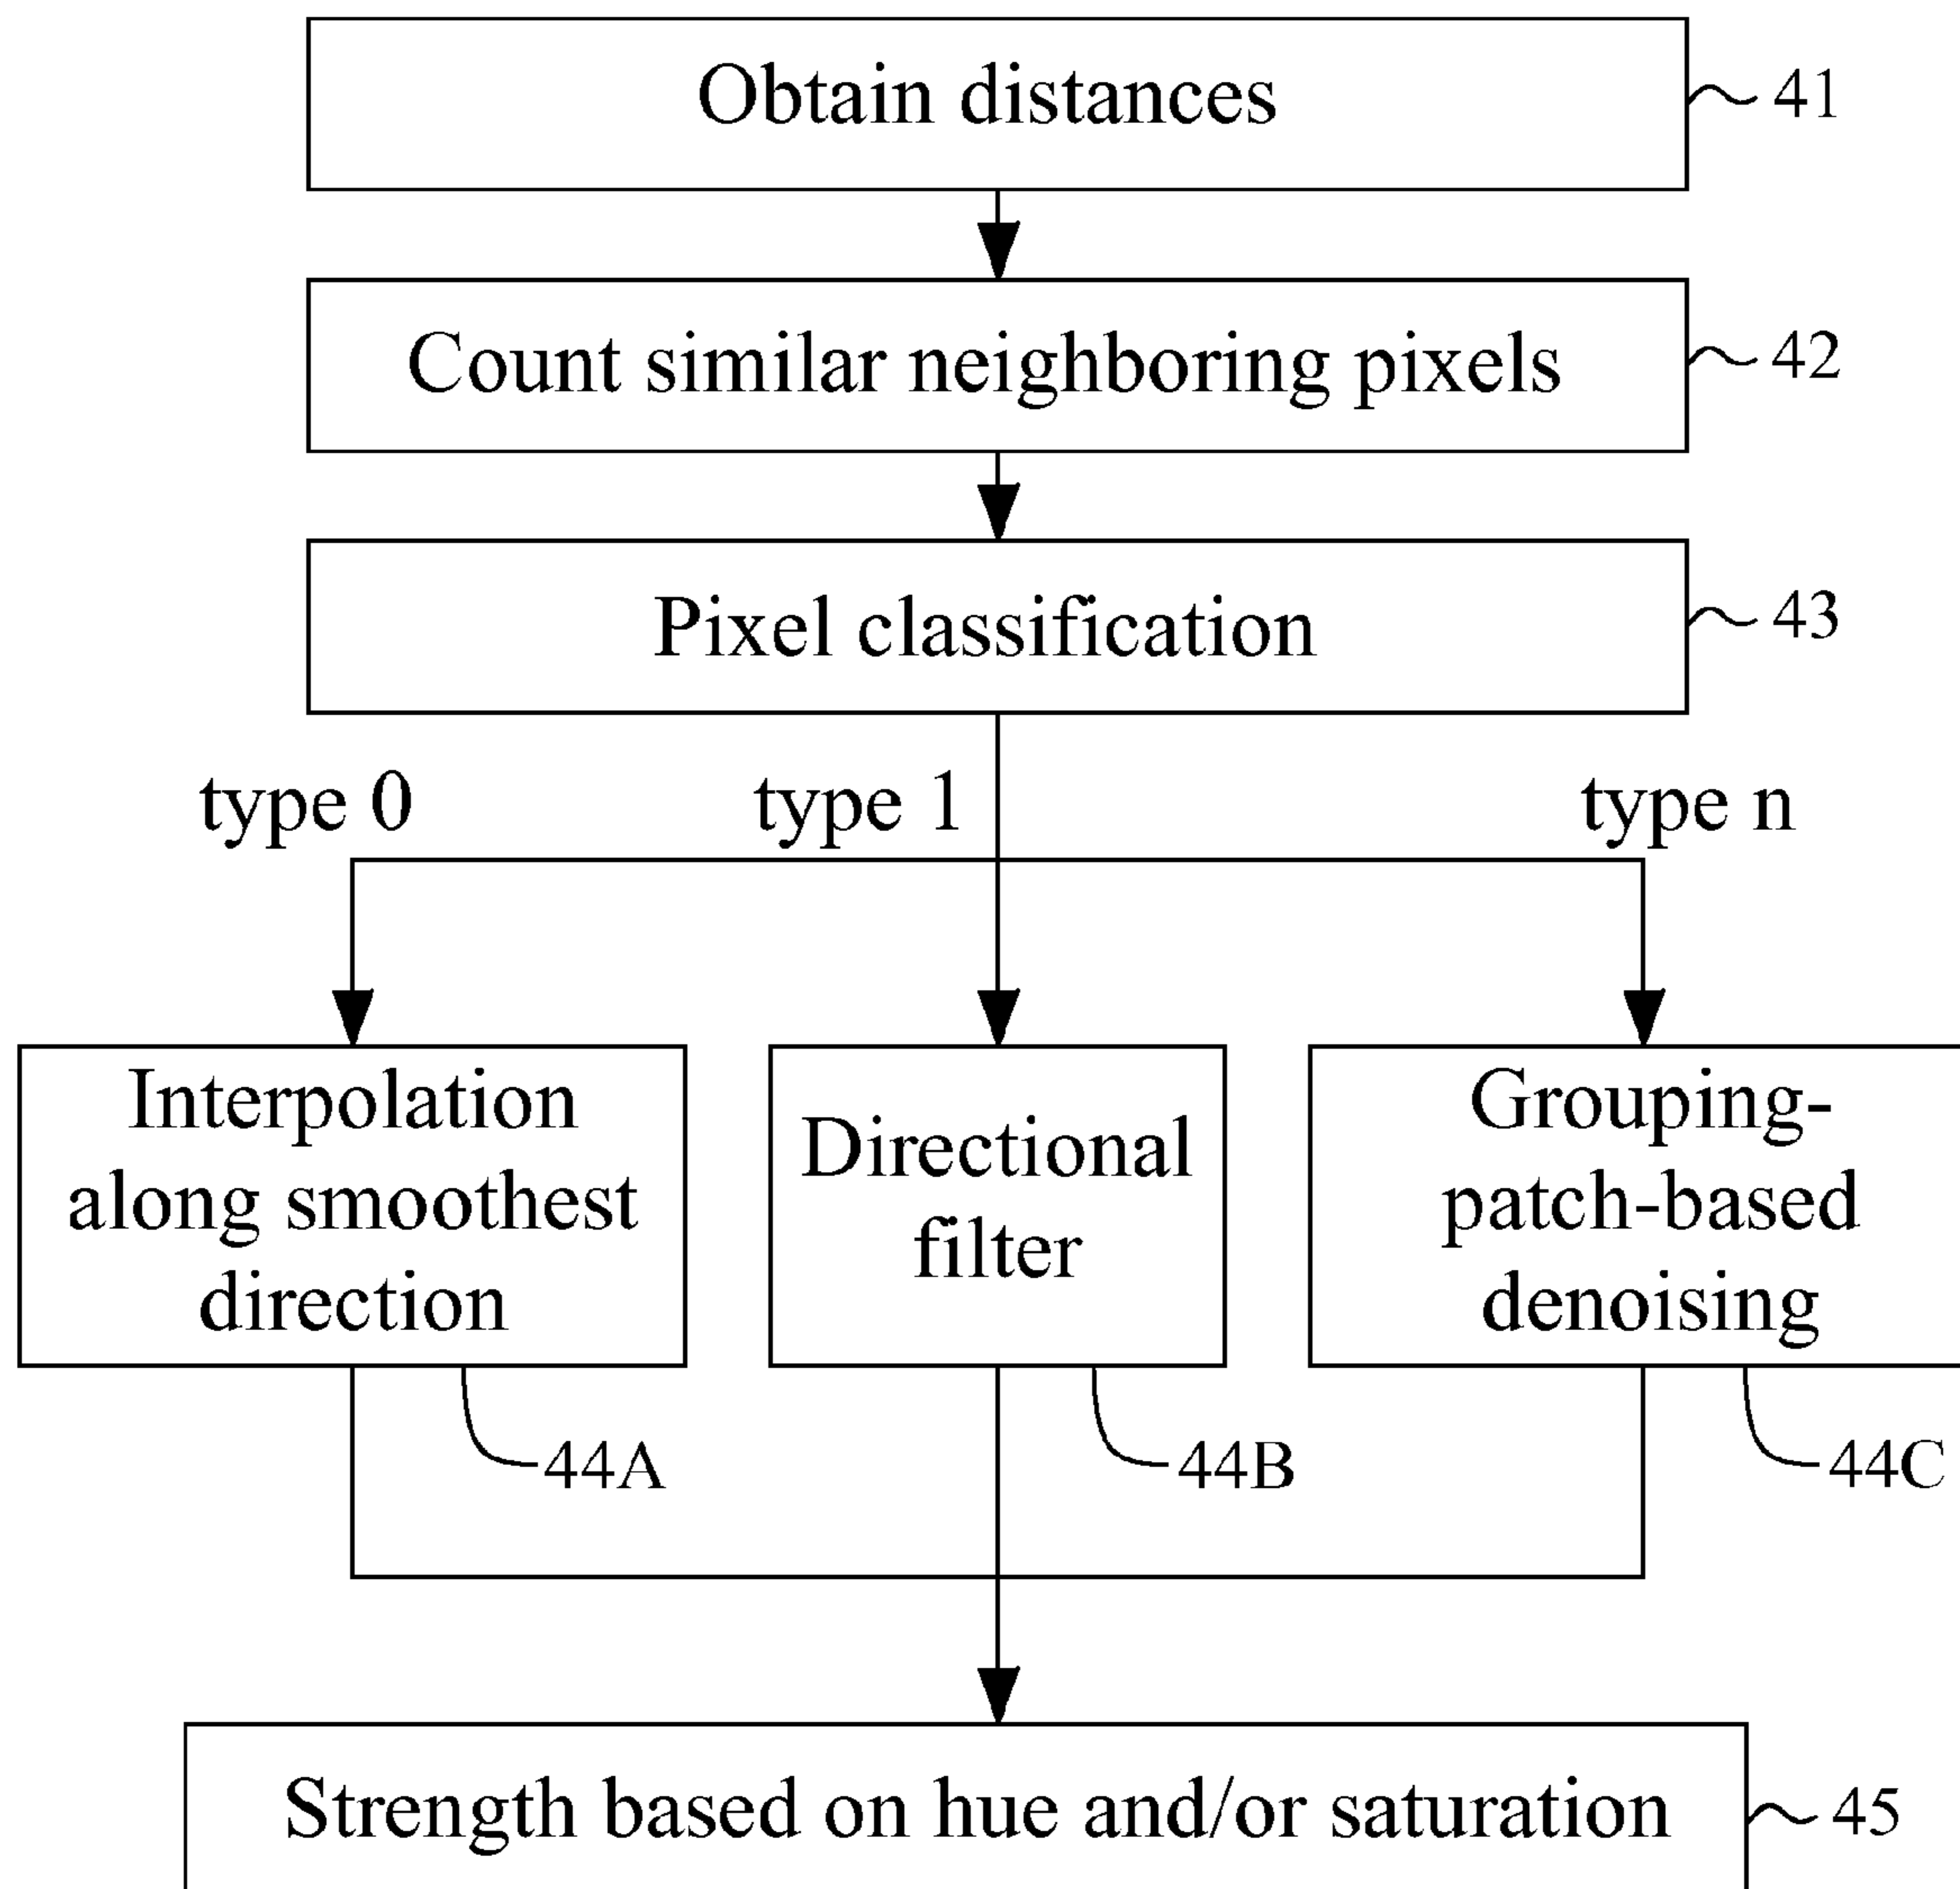 Obtain distances
41
Count similar neighboring pixels
42
Pixel classification
43
type 0
type 1
type n
Interpolation
along smoothest
direction
Directional
filter
Grouping-
patch-based
denoising
44A
44B
44C
Strength based on hue and/or saturation
45